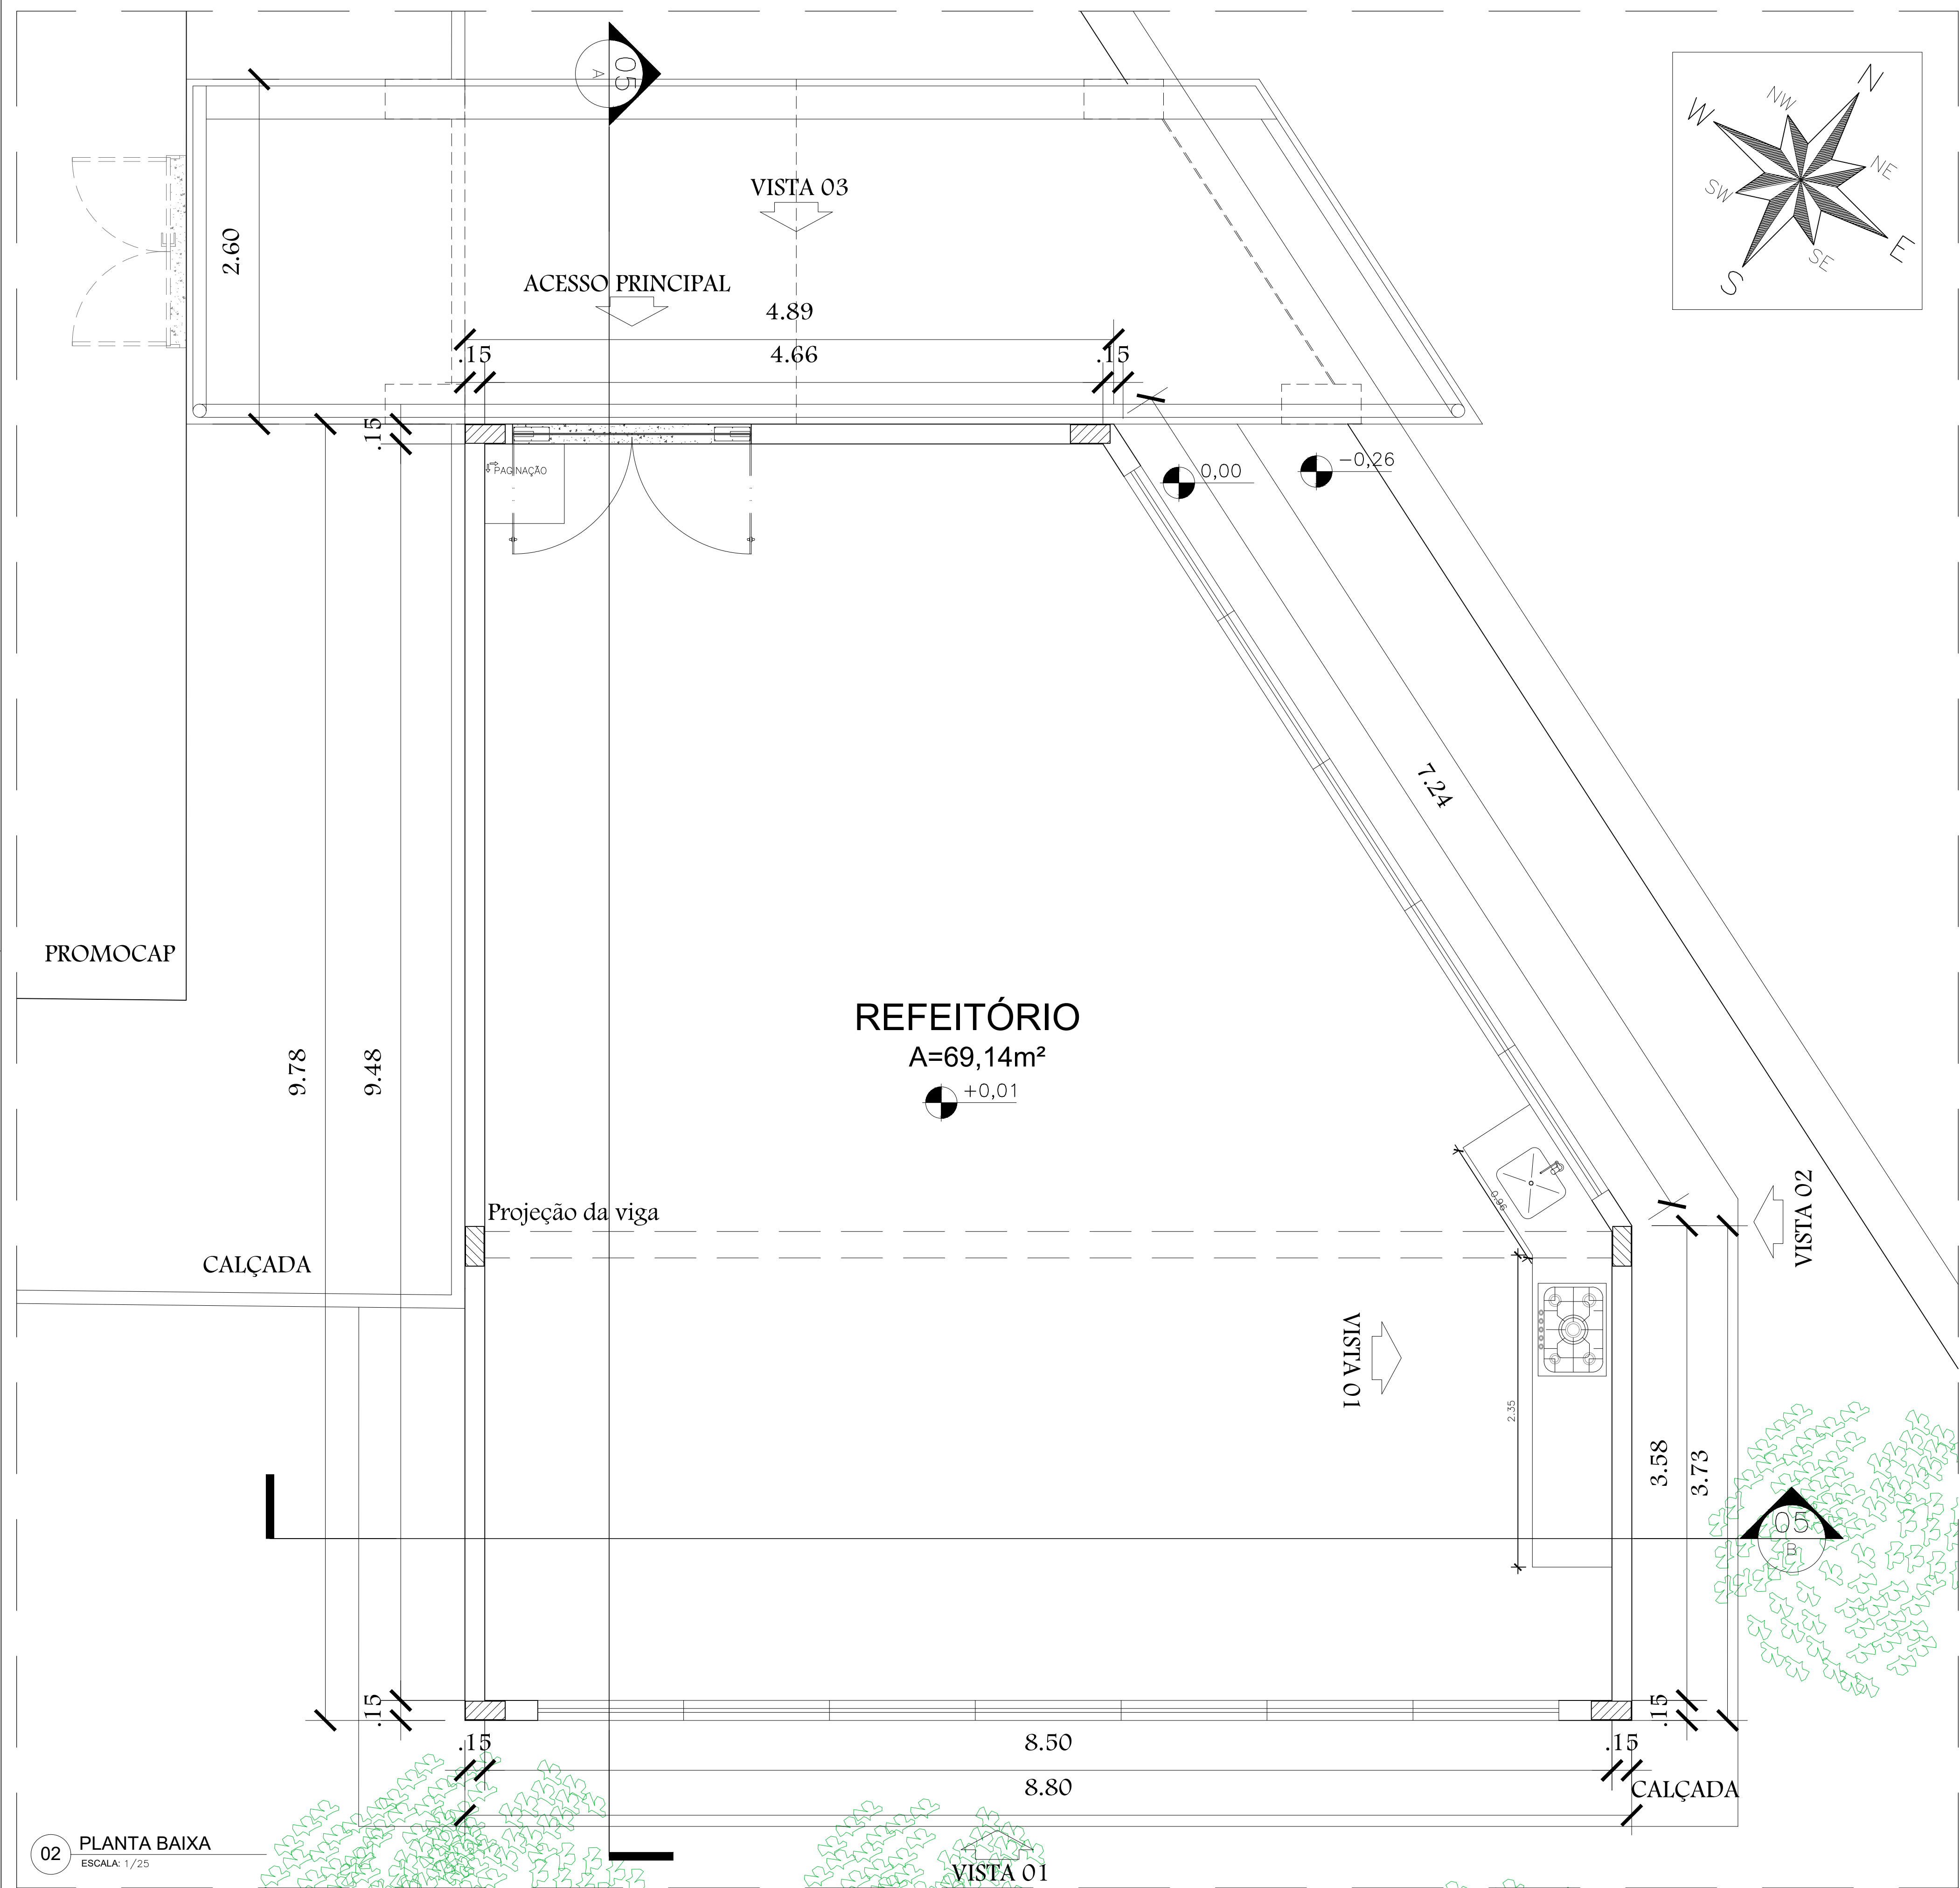 05
A
N
NW
W
NE
SW
E
SE
S
VISTA 03
2.60
ACESSO PRINCIPAL
4.89
.15
4.66
.15
.15
PAGINAÇÃO
0,00
-0,26
7.24
PROMOCAP
REFEITÓRIO
A=69,14m²
+0,01
9.78
9.48
0.96
Projeção da viga
VISTA 02
CALÇADA
VISTA 01
2.35
3.58
3.73
05
B
.15
.15
.15
8.50
.15
8.80
CALÇADA
02
PLANTA BAIXA
ESCALA: 1/25
VISTA 01